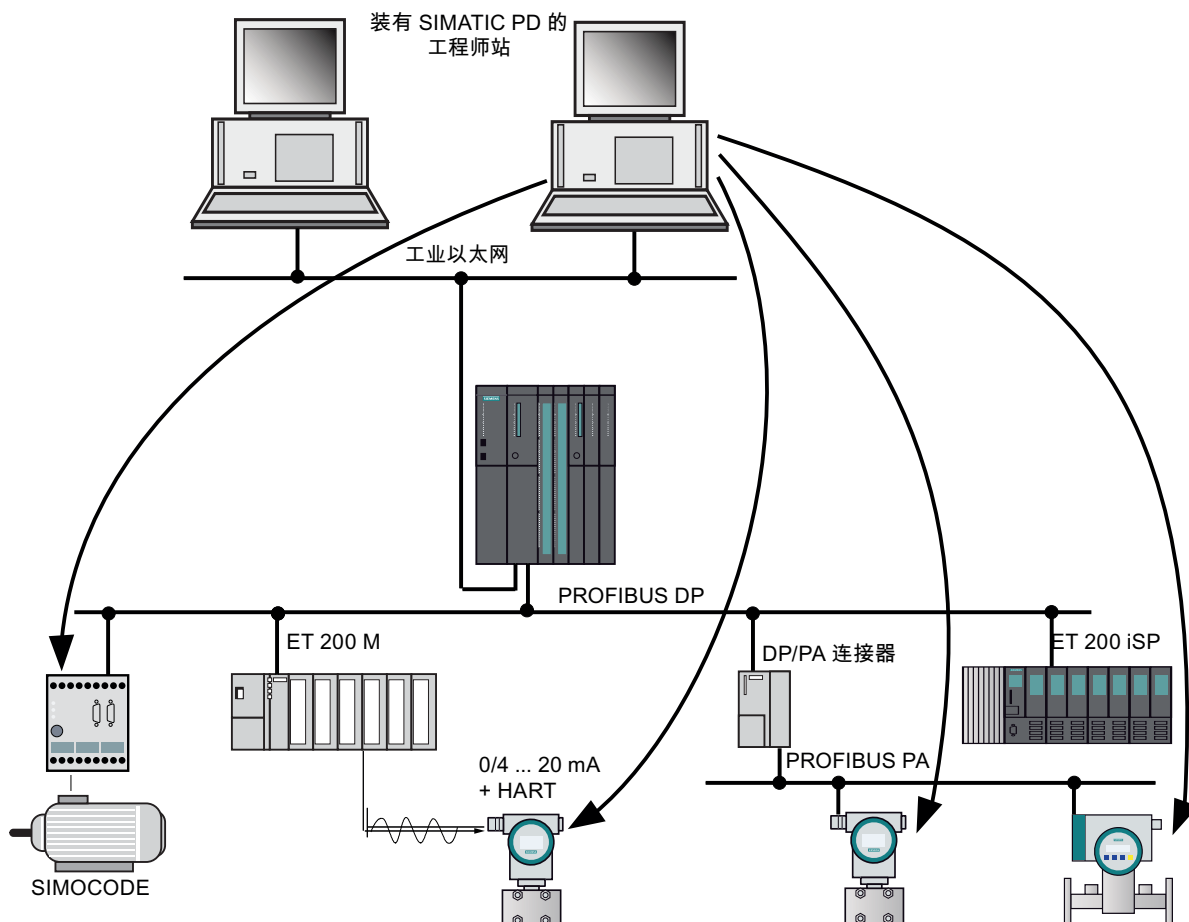 装有 SIMATIC PD 的
工程师站
工业以太网
SIEMENS
PROFIBUS DP
ET 200 M
DP/PA 连接器
ET 200 iSP
PROFIBUS PA
0/4 ... 20 mA
+ HART
SIMOCODE